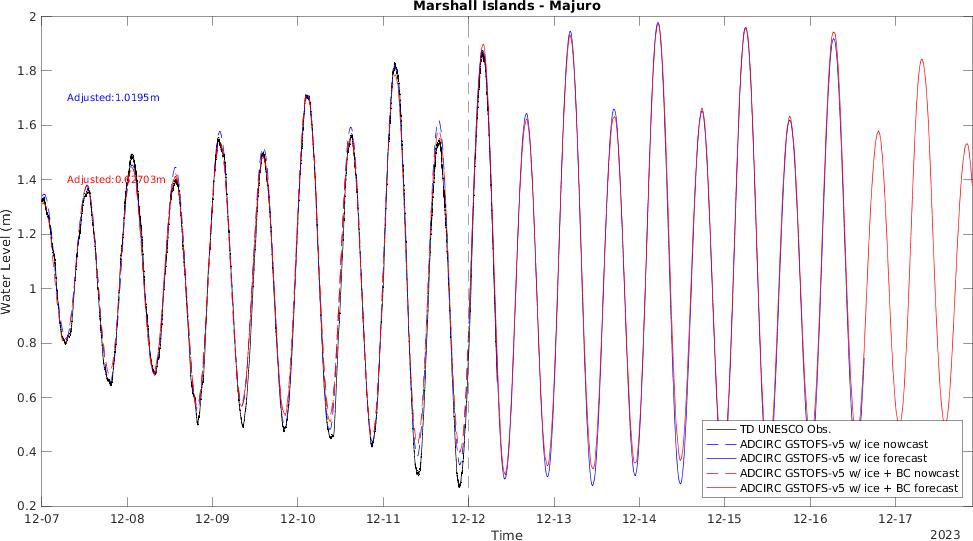 Marshall Islands - Majuro
2
1.8
1.6
1.4
1.2
1
0.8
0.6
0.4
0.2
Water Level (m)
Adjusted:1.0195m
Adjusted:0.62703m
TD UNESCO Obs.
ADCIRC GSTOFS-v5 w/ ice nowcast
ADCIRC GSTOFS-v5 w/ ice forecast
ADCIRC GSTOFS-v5 w/ ice + BC nowcast
ADCIRC GSTOFS-v5 w/ ice + BC forecast
12-07 12-08 12-09 12-10 12-11 12-12 12-13 12-14 12-15 12-16 12-17
Time
2023